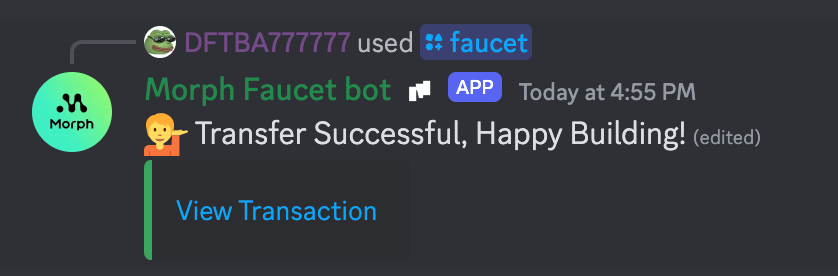 DFTBA777777 used faucet
Morph
Morph Faucet bot APP Today at 4:55 PM
Transfer Successful, Happy Building! (edited)
View Transaction